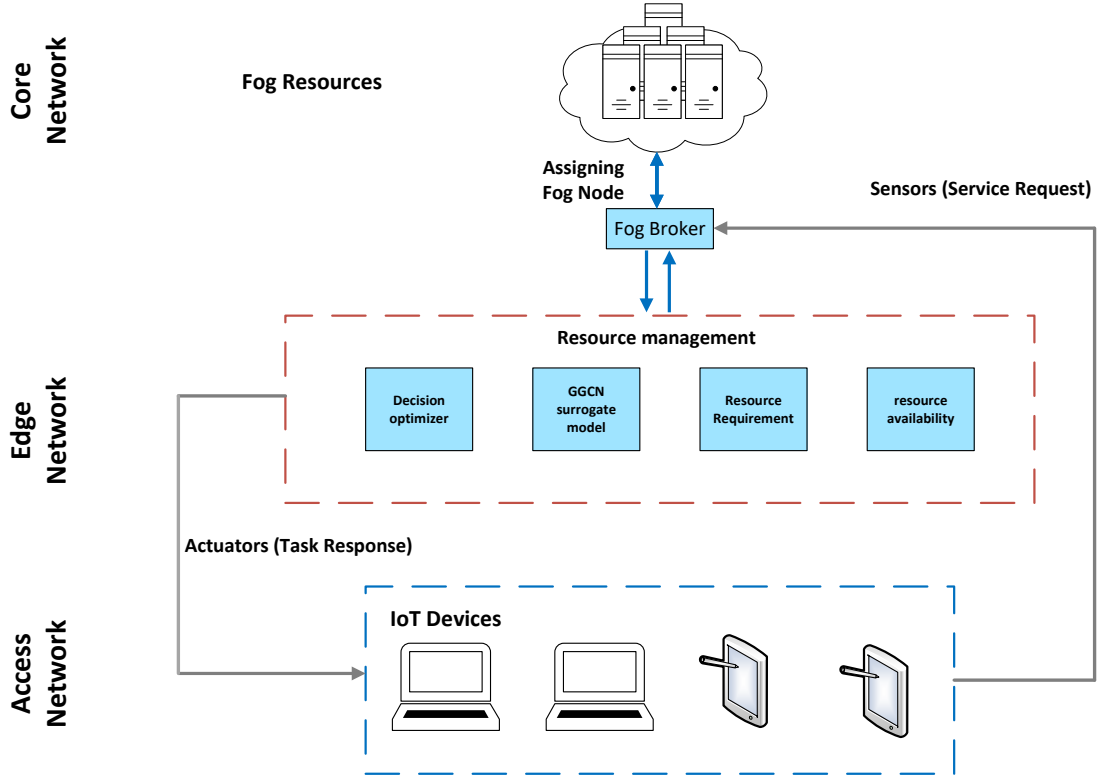 Core
Network
Fog Resources
Assigning
Fog Node
Sensors (Service Request)
Fog Broker
Resource management
Decision
optimizer
GGCN
surrogate
model
Resource
Requirement
resource
availability
Edge
Network
Actuators (Task Response)
IoT Devices
Access
Network